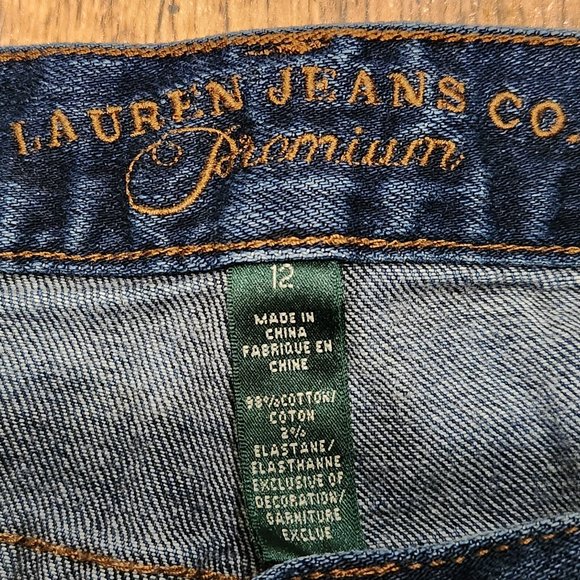 LAUREN JEANS CO.
Premium
12
MADE IN
CHINA
FABRIQUE EN
CHINE
98%COTTON/
COTON
2%
ELASTANE/
ELASTHANNE
EXCLUSIVE OF
DECORATION/
GARNITURE
EXCLUE